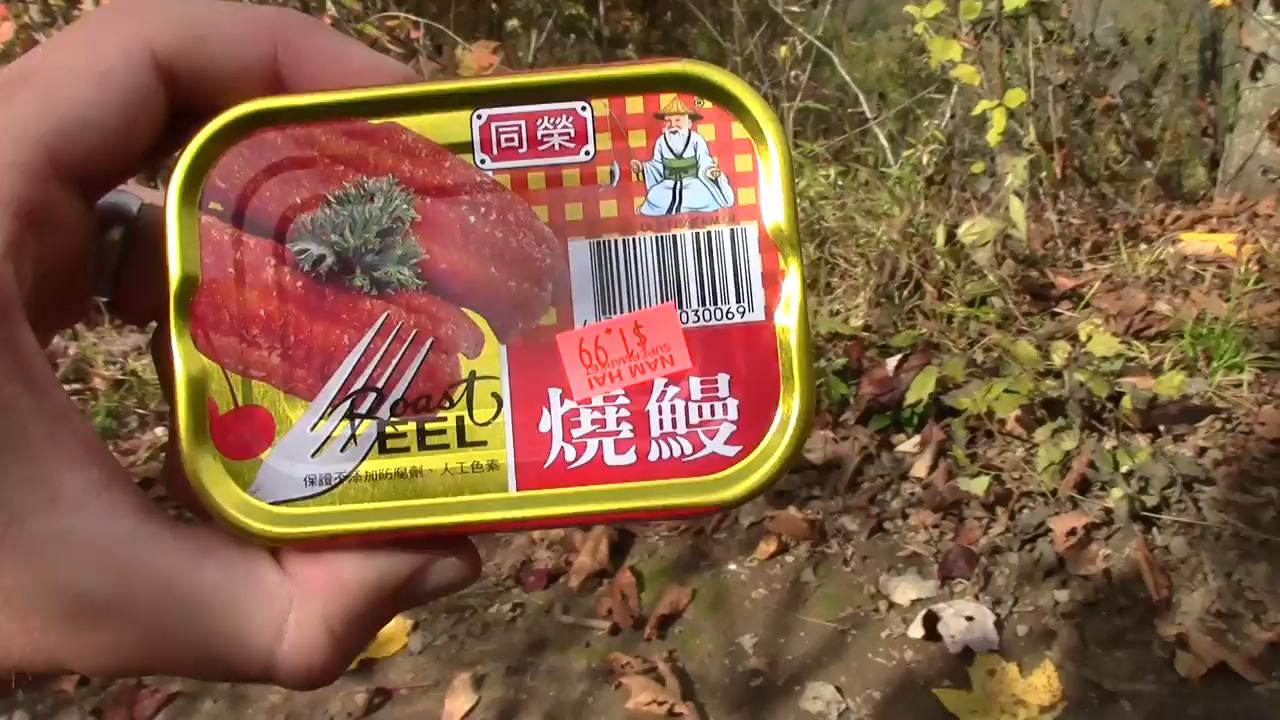 同榮
®
030069
$1.99
NAM HAI
SUPERMARKET
燒鰻
Roast
EEL
保證不添加防腐劑、人工色素